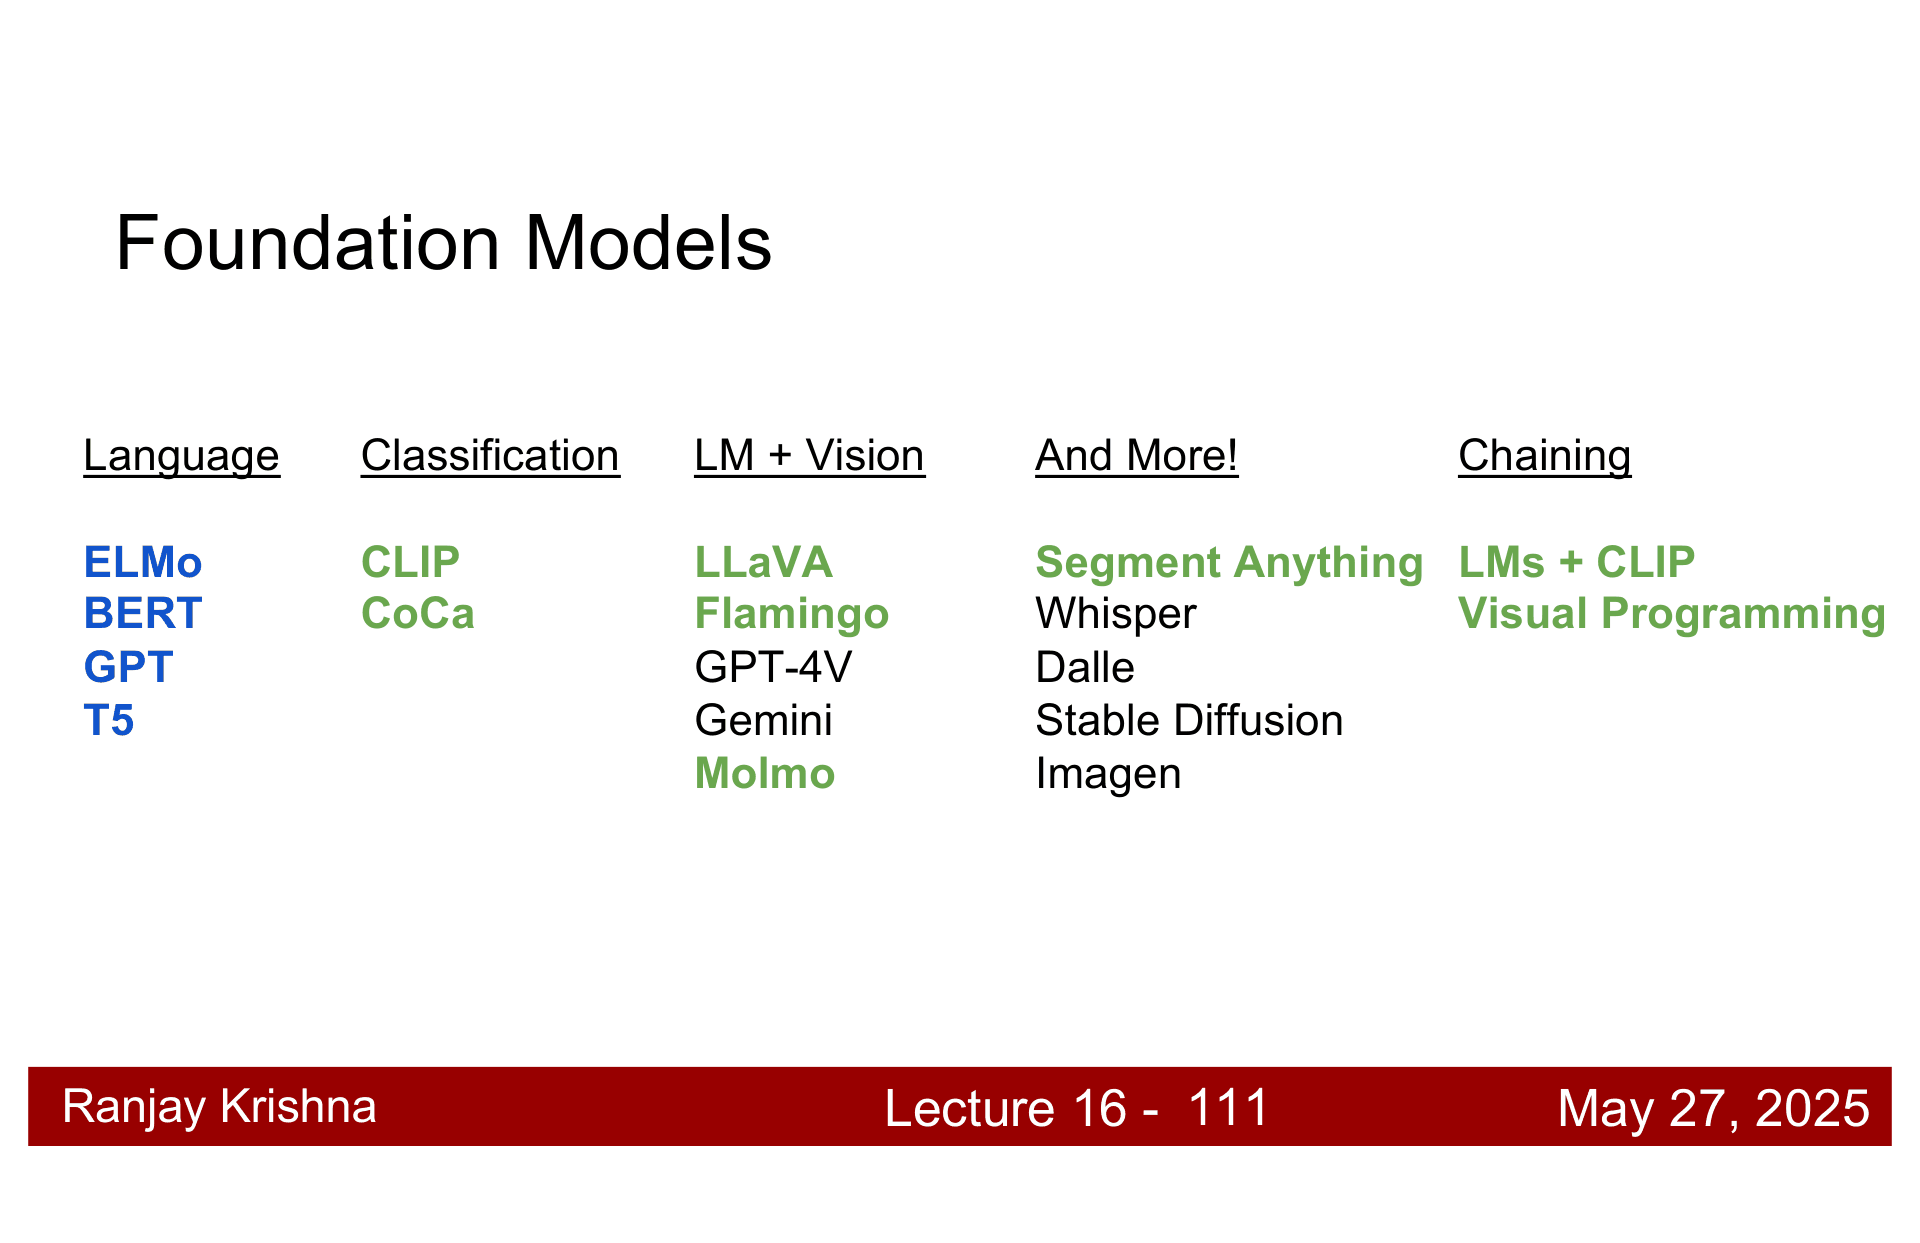 Foundation Models
Language
ELMo
BERT
GPT
T5
Classification
CLIP
CoCa
LM + Vision
LLaVA
Flamingo
GPT-4V
Gemini
Molmo
And More!
Segment Anything
Whisper
Dalle
Stable Diffusion
Imagen
Chaining
LMs + CLIP
Visual Programming
Ranjay Krishna
Lecture 16 - 111
May 27, 2025